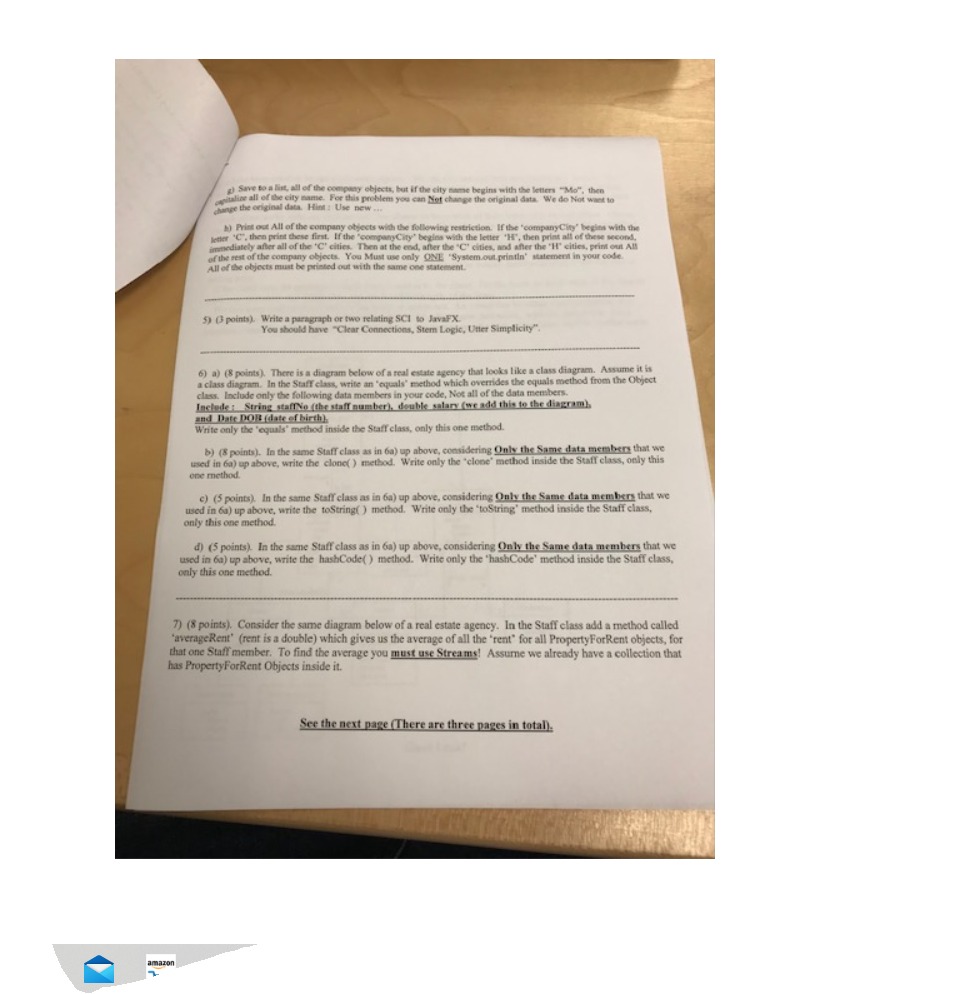 g) Save to a list, all of the company objects, but if the city name begins with the letters "Mo", then
capitalize all of the city name. For this problem you can Not change the original data. We do Not want to
change the original data. Hint : Use new ...
h) Print out All of the company objects with the following restriction. If the 'companyCity' begins with the
letter 'C', then print these first. If the 'companyCity' begins with the letter 'H', then print all of these second,
immediately after all of the 'C' cities. Then at the end, after the 'C' cities, and after the 'H' cities, print out All
of the rest of the company objects. You Must use only ONE 'System.out.println' statement in your code.
All of the objects must be printed out with the same one statement.
5) (3 points). Write a paragraph or two relating SCI to JavaFX.
You should have "Clear Connections, Stem Logic, Utter Simplicity".
6) a) (8 points). There is a diagram below of a real estate agency that looks like a class diagram. Assume it is
a class diagram. In the Staff class, write an 'equals' method which overrides the equals method from the Object
class. Include only the following data members in your code, Not all of the data members.
Include : String staffNo (the staff number), double salary (we add this to the diagram),
and Date DOB (date of birth).
Write only the 'equals' method inside the Staff class, only this one method.
b) (8 points). In the same Staff class as in 6a) up above, considering Only the Same data members that we
used in 6a) up above, write the clone( ) method. Write only the 'clone' method inside the Staff class, only this
one method.
c) (5 points). In the same Staff class as in 6a) up above, considering Only the Same data members that we
used in 6a) up above, write the toString( ) method. Write only the 'toString' method inside the Staff class,
only this one method.
d) (5 points). In the same Staff class as in 6a) up above, considering Only the Same data members that we
used in 6a) up above, write the hashCode( ) method. Write only the 'hashCode' method inside the Staff class,
only this one method.
7) (8 points). Consider the same diagram below of a real estate agency. In the Staff class add a method called
'averageRent' (rent is a double) which gives us the average of all the 'rent' for all PropertyForRent objects, for
that one Staff member. To find the average you must use Streams! Assume we already have a collection that
has PropertyForRent Objects inside it.
See the next page (There are three pages in total).
amazon